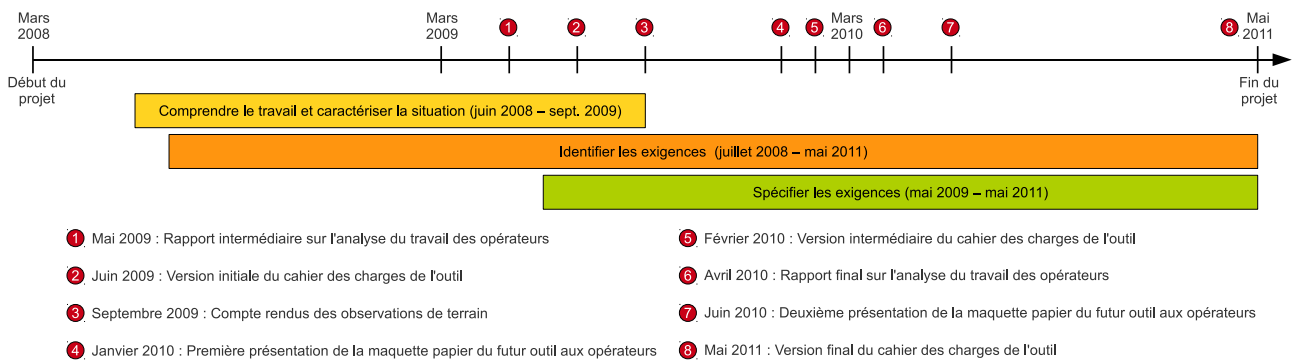 Mars
2008
Mars
2009
1
2
3
4
5
Mars
2010
6
7
8
Mai
2011
Début du
projet
Fin du
projet
Comprendre le travail et caractériser la situation (juin 2008 – sept. 2009)
Identifier les exigences (juillet 2008 – mai 2011)
Spécifier les exigences (mai 2009 – mai 2011)
1 Mai 2009 : Rapport intermédiaire sur l'analyse du travail des opérateurs
2 Juin 2009 : Version initiale du cahier des charges de l'outil
3 Septembre 2009 : Compte rendus des observations de terrain
4 Janvier 2010 : Première présentation de la maquette papier du futur outil aux opérateurs
5 Février 2010 : Version intermédiaire du cahier des charges de l'outil
6 Avril 2010 : Rapport final sur l'analyse du travail des opérateurs
7 Juin 2010 : Deuxième présentation de la maquette papier du futur outil aux opérateurs
8 Mai 2011 : Version final du cahier des charges de l'outil